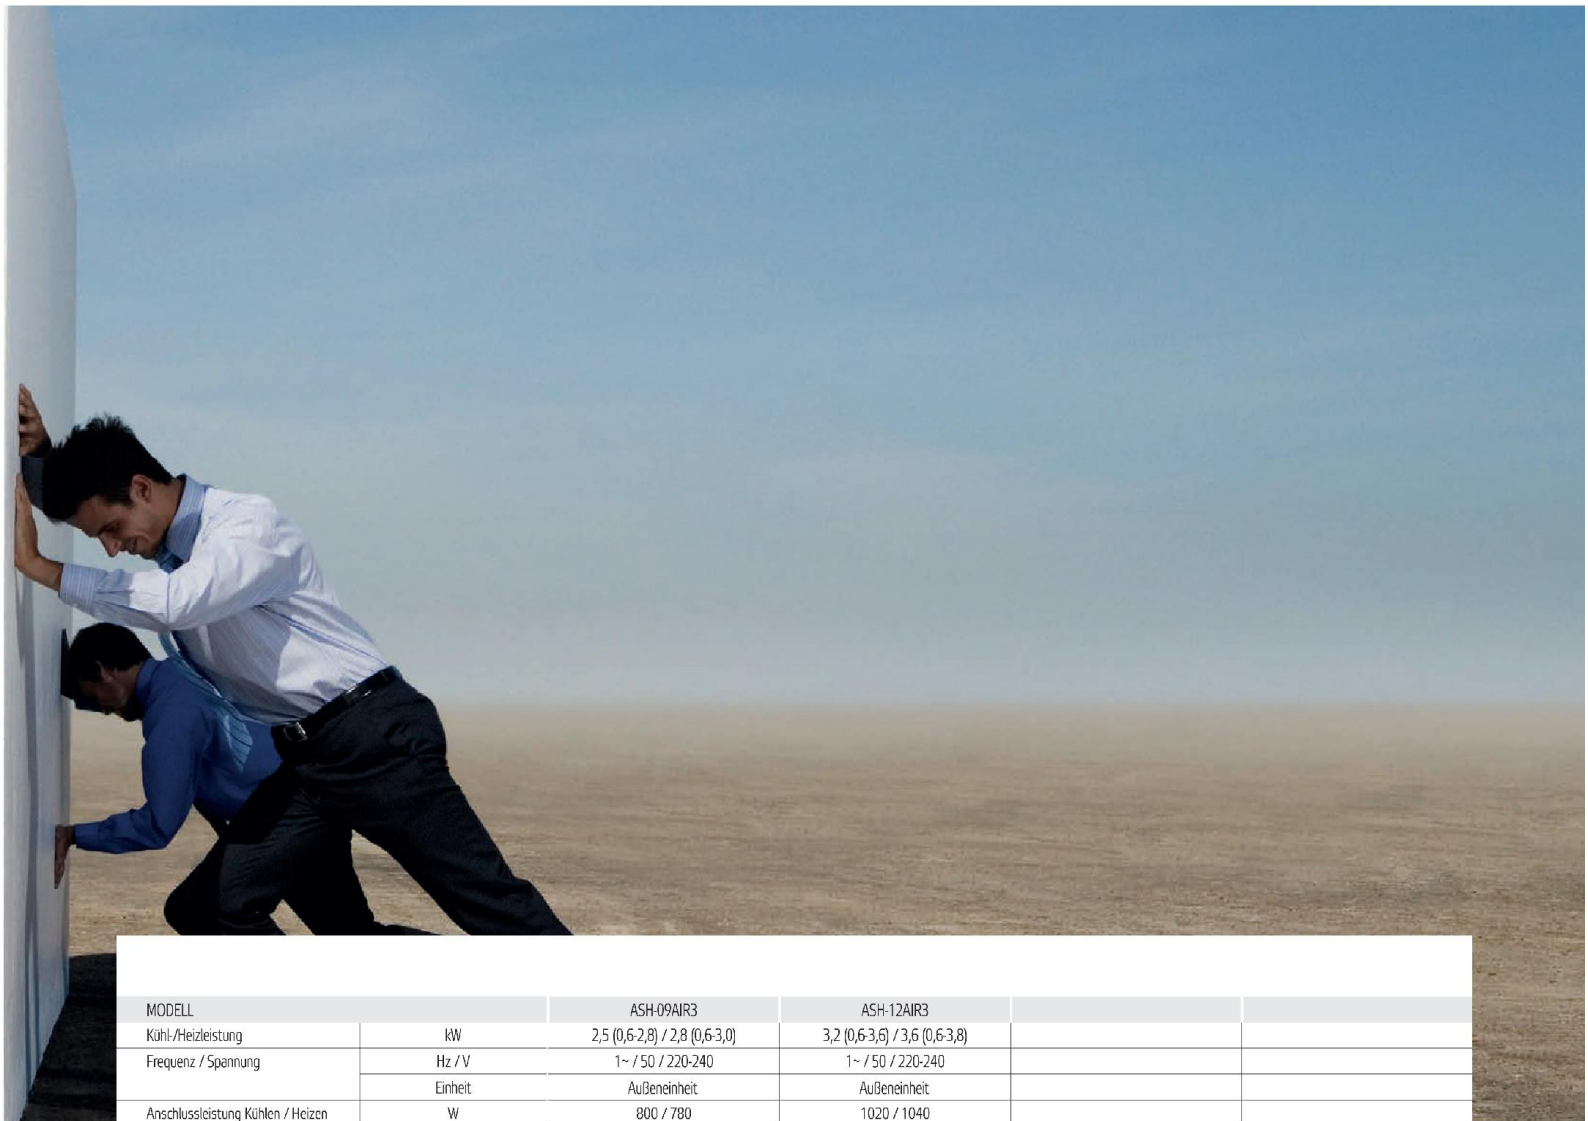 MODELL ASH-09AIR3 ASH-12AIR3
Kühl-/Heizleistung kW 2,5 (0,6-2,8) / 2,8 (0,6-3,0) 3,2 (0,6-3,6) / 3,6 (0,6-3,8)
Frequenz / Spannung Hz / V 1~ / 50 / 220-240 1~ / 50 / 220-240
Einheit Außeneinheit Außeneinheit
Anschlussleistung Kühlen / Heizen W 800 / 780 1020 / 1040